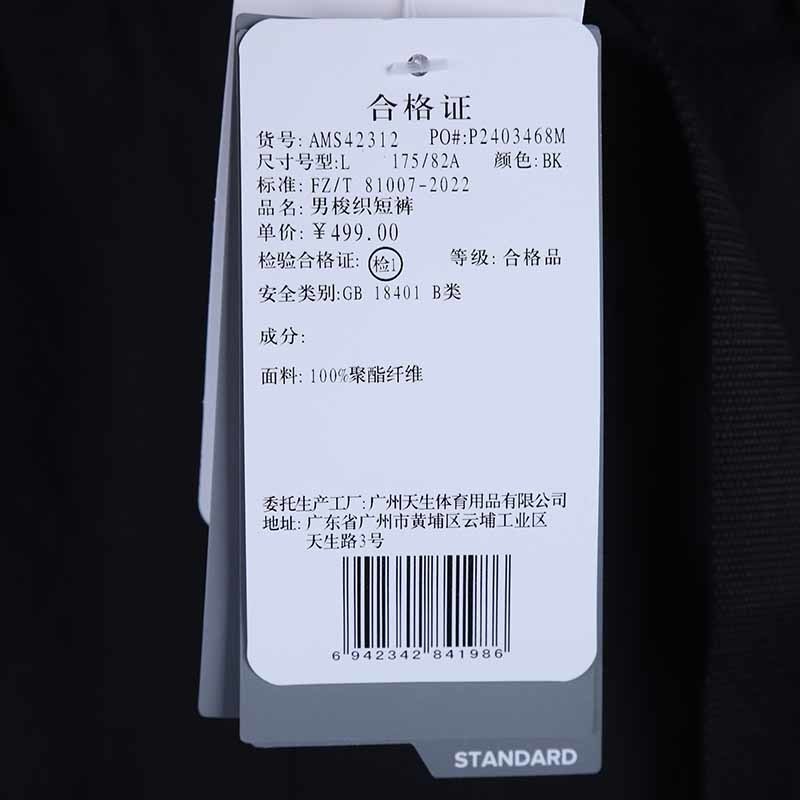 合格证
货号: AMS42312 PO#:P2403468M
尺寸号型:L 175/82A 颜色:BK
标准: FZ/T 81007-2022
品名: 男梭织短裤
单价: ¥499.00
检验合格证: 检1 等级: 合格品
安全类别:GB 18401 B类
成分:
面料: 100%聚酯纤维
委托生产工厂:广州天生体育用品有限公司
地址: 广东省广州市黄埔区云埔工业区
天生路3号
6 942342 841986
STANDARD